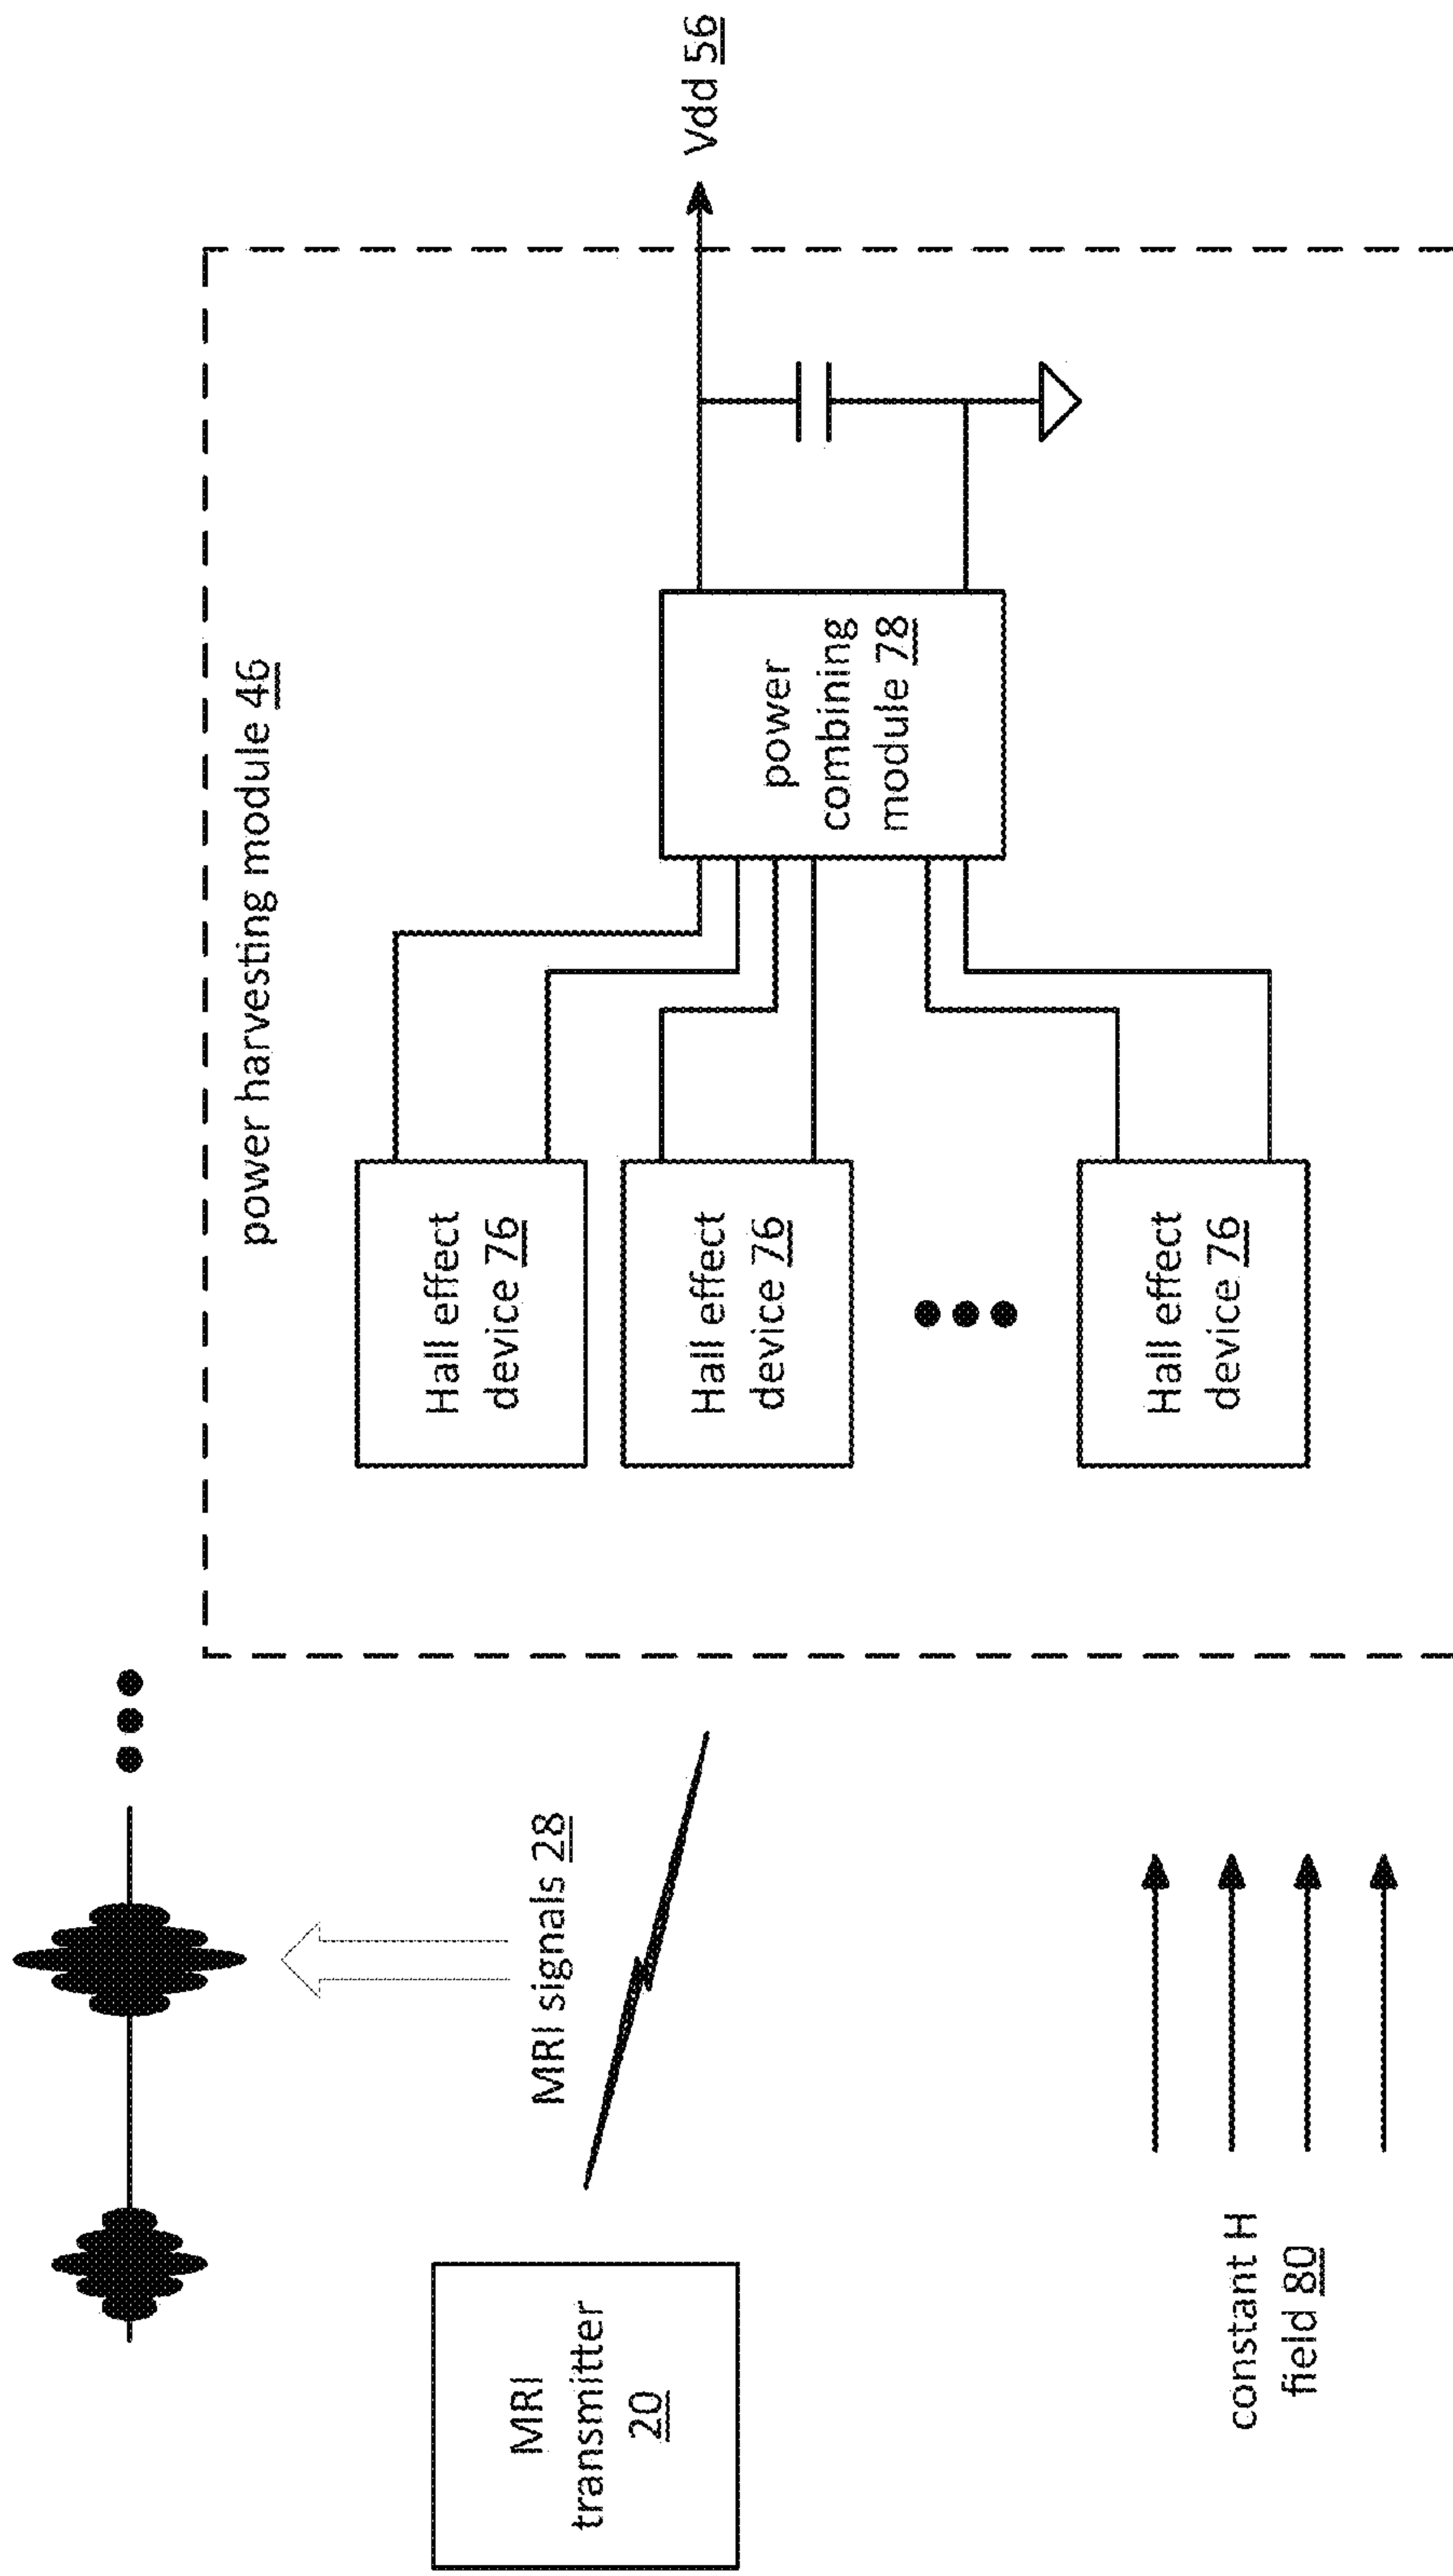 MRI
transmitter
20
MRI signals 28
constant H
field 80
power harvesting module 46
Hall effect
device 76
Hall effect
device 76
Hall effect
device 76
power
combining
module 78
Vdd 56